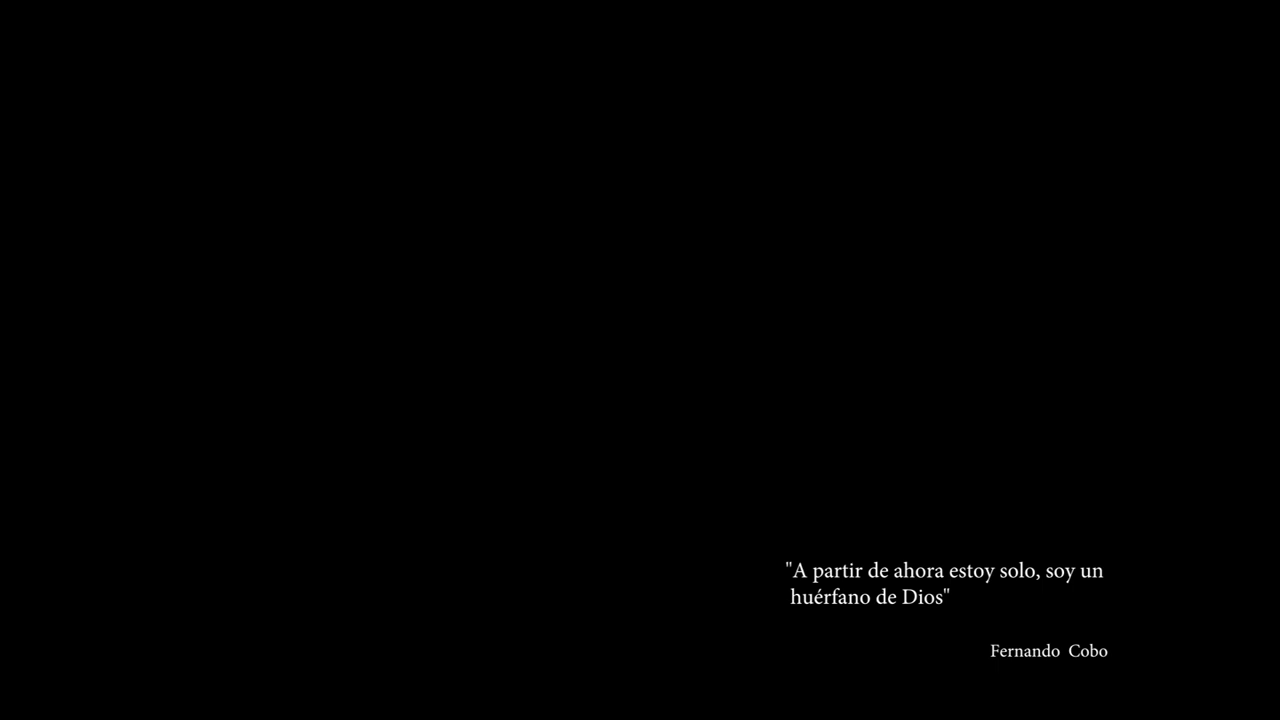 "A partir de ahora estoy solo, soy un
huérfano de Dios"
Fernando Cobo